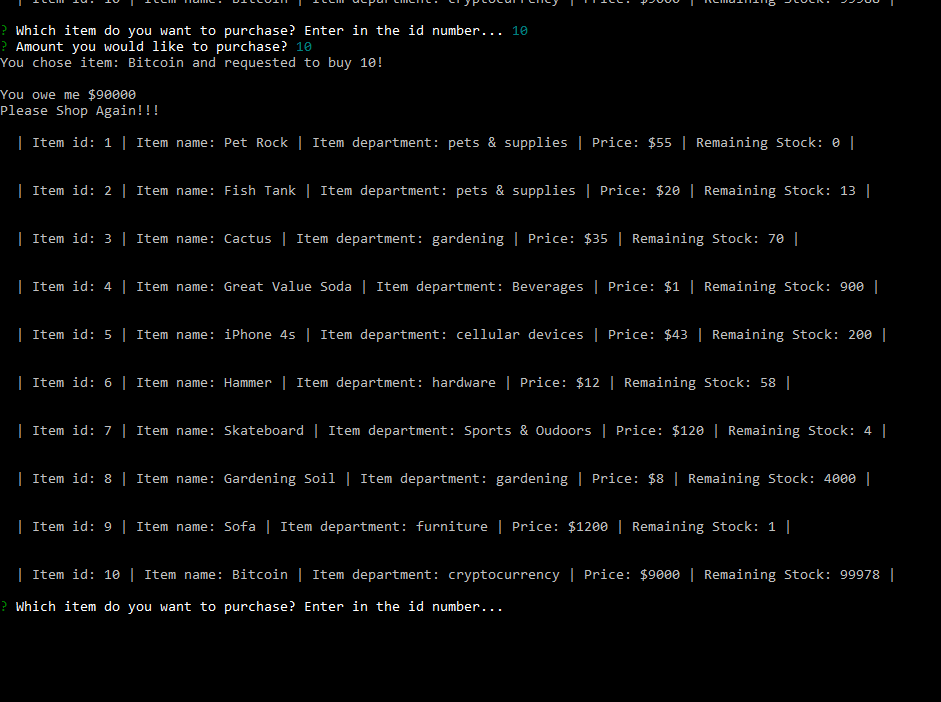 | Item id: 10 | Item name: Bitcoin | Item department: cryptocurrency | Price: $9000 | Remaining Stock: 99988 |
? Which item do you want to purchase? Enter in the id number... 10
? Amount you would like to purchase? 10
You chose item: Bitcoin and requested to buy 10!
You owe me $90000
Please Shop Again!!!
| Item id: 1 | Item name: Pet Rock | Item department: pets & supplies | Price: $55 | Remaining Stock: 0 |
| Item id: 2 | Item name: Fish Tank | Item department: pets & supplies | Price: $20 | Remaining Stock: 13 |
| Item id: 3 | Item name: Cactus | Item department: gardening | Price: $35 | Remaining Stock: 70 |
| Item id: 4 | Item name: Great Value Soda | Item department: Beverages | Price: $1 | Remaining Stock: 900 |
| Item id: 5 | Item name: iPhone 4s | Item department: cellular devices | Price: $43 | Remaining Stock: 200 |
| Item id: 6 | Item name: Hammer | Item department: hardware | Price: $12 | Remaining Stock: 58 |
| Item id: 7 | Item name: Skateboard | Item department: Sports & Oudoors | Price: $120 | Remaining Stock: 4 |
| Item id: 8 | Item name: Gardening Soil | Item department: gardening | Price: $8 | Remaining Stock: 4000 |
| Item id: 9 | Item name: Sofa | Item department: furniture | Price: $1200 | Remaining Stock: 1 |
| Item id: 10 | Item name: Bitcoin | Item department: cryptocurrency | Price: $9000 | Remaining Stock: 99978 |
? Which item do you want to purchase? Enter in the id number...